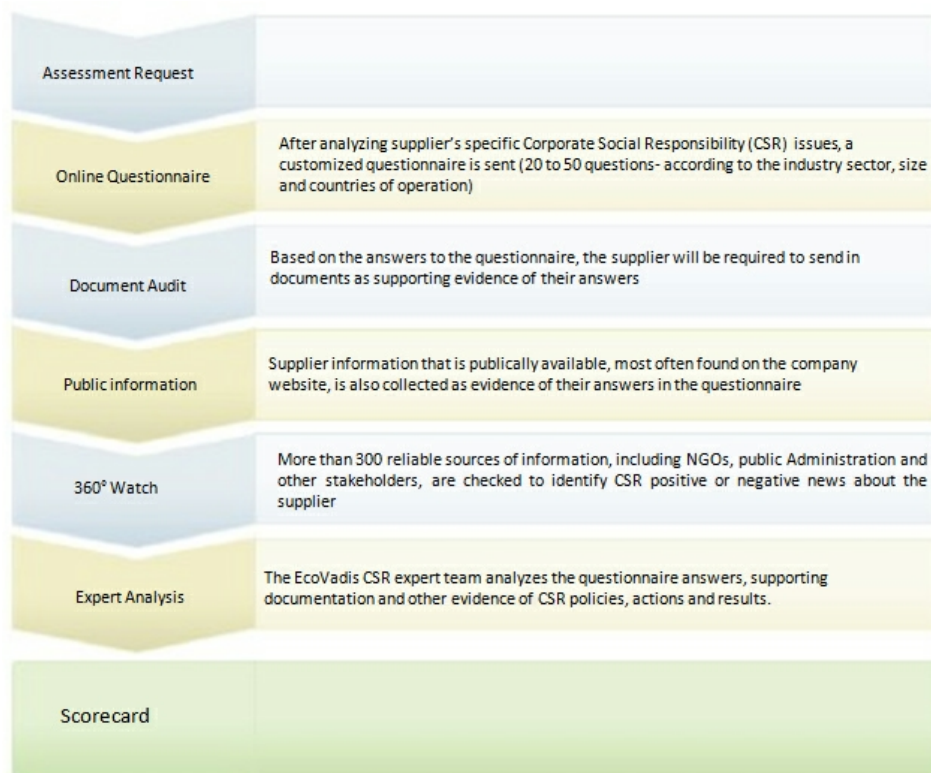 Assessment Request
Online Questionnaire
After analyzing supplier's specific Corporate Social Responsibility (CSR) issues, a
customized questionnaire is sent (20 to 50 questions- according to the industry sector, size
and countries of operation)
Document Audit
Based on the answers to the questionnaire, the supplier will be required to send in
documents as supporting evidence of their answers
Public information
Supplier information that is publically available, most often found on the company
website, is also collected as evidence of their answers in the questionnaire
360° Watch
More than 300 reliable sources of information, including NGOs, public Administration and
other stakeholders, are checked to identify CSR positive or negative news about the
supplier
Expert Analysis
The EcoVadis CSR expert team analyzes the questionnaire answers, supporting
documentation and other evidence of CSR policies, actions and results.
Scorecard